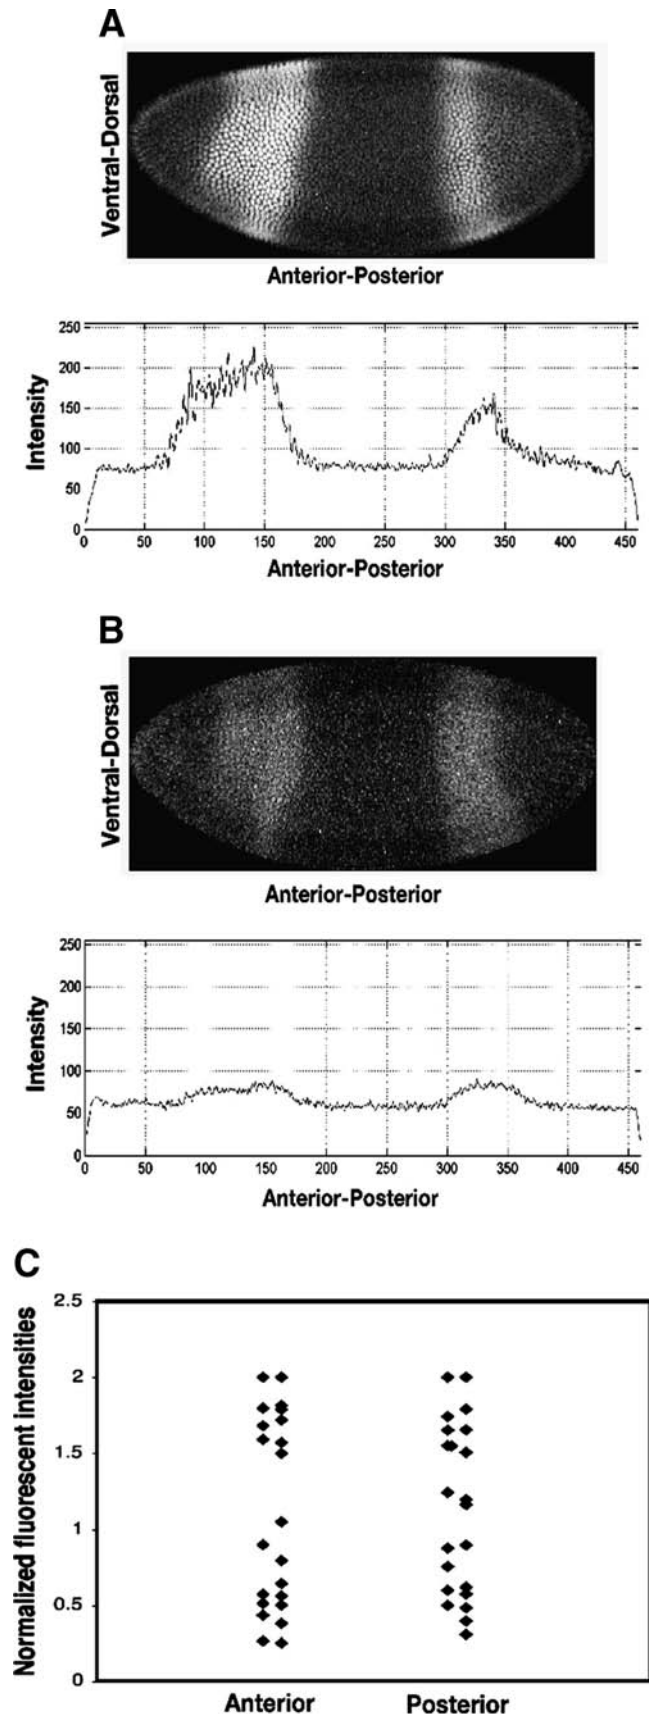 A
Ventral-Dorsal
Anterior-Posterior
250
200
150
100
50
0
Intensity
0 50 100 150 200 250 300 350 400 450
Anterior-Posterior
B
Ventral-Dorsal
Anterior-Posterior
250
200
150
100
50
0
Intensity
0 50 100 150 200 250 300 350 400 450
Anterior-Posterior
C
Normalized fluorescent intensities
2.5
2
1.5
1
0.5
0
Anterior Posterior